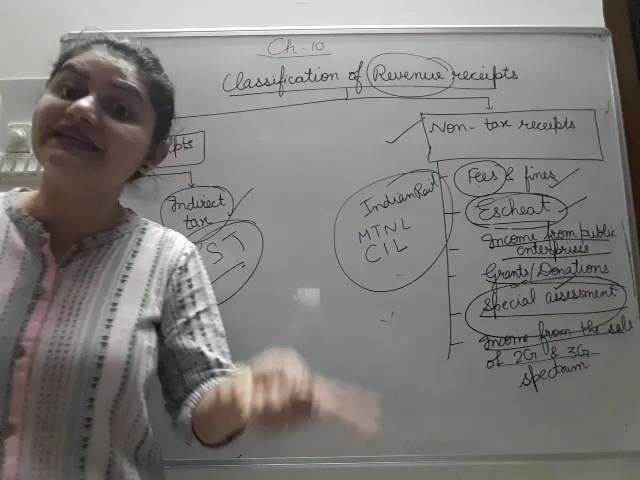 Ch-10
Classification of Revenue receipts
ipts
Indirect
tax
ST
Indian Rail
MTNL
CIL
Non-tax receipts
Fees & fines
Escheat
Income from public
enterprises
Grants/Donations
Special assessment
Income from the sale
of 2G & 3G
spectrum